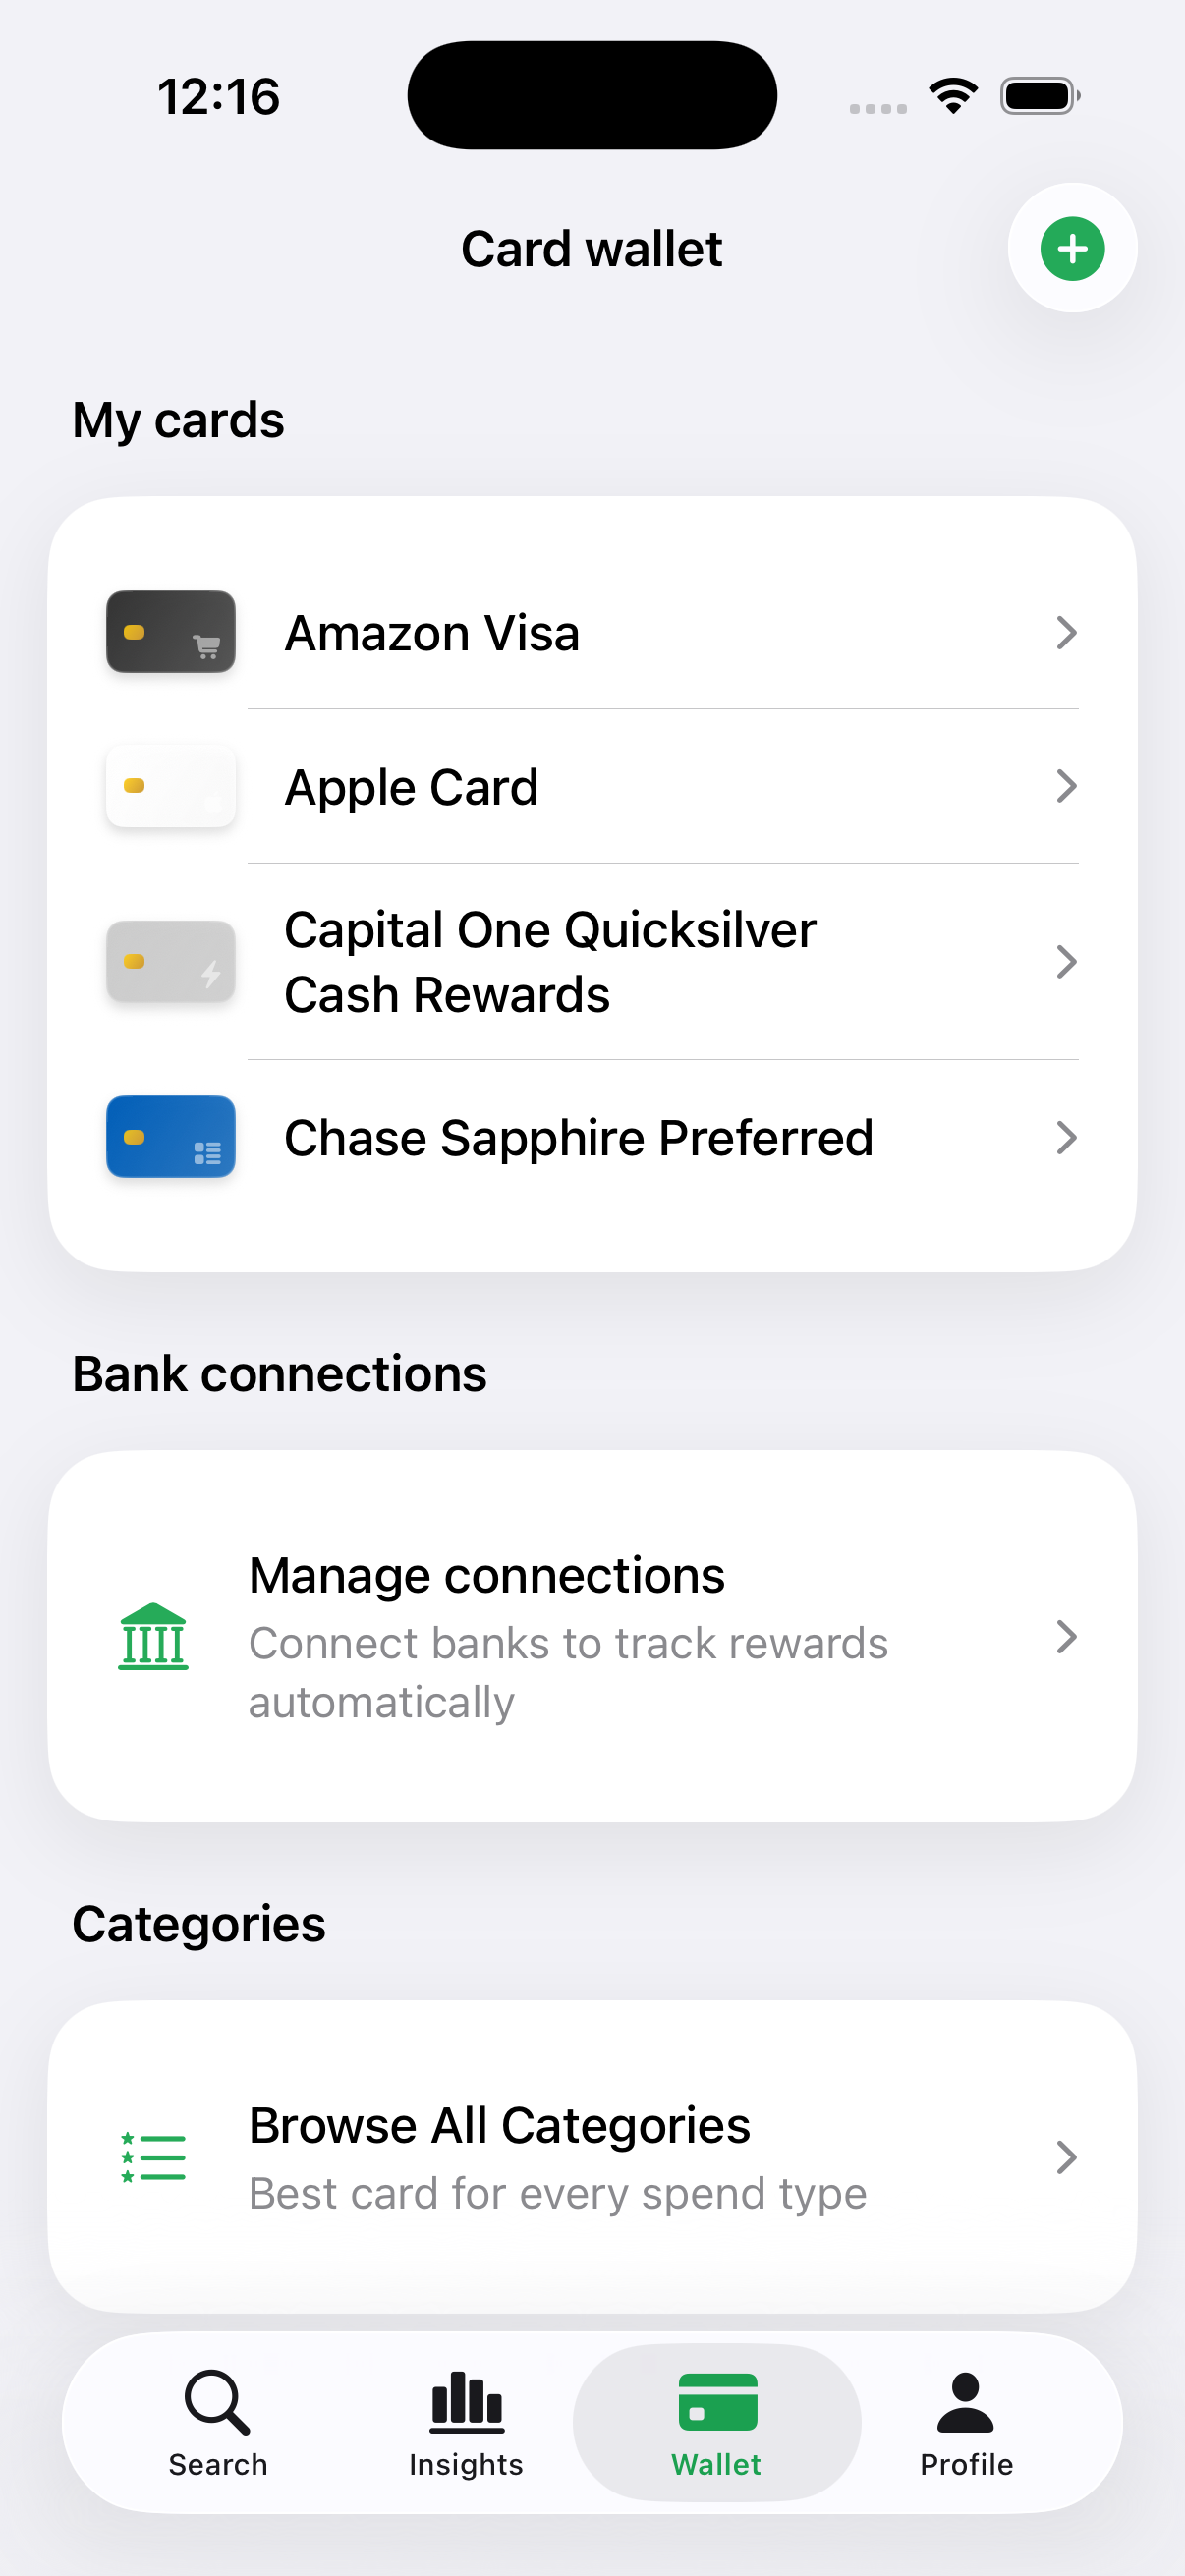 12:16
Card wallet
My cards
Amazon Visa
Apple Card
Capital One Quicksilver
Cash Rewards
Chase Sapphire Preferred
Bank connections
Manage connections
Connect banks to track rewards
automatically
Categories
Browse All Categories
Best card for every spend type
Search
Insights
Wallet
Profile